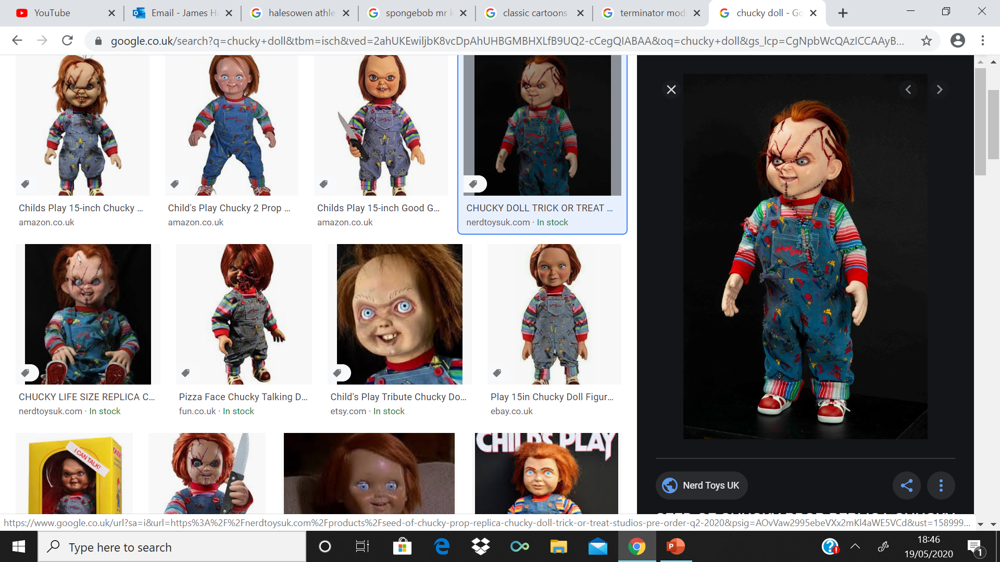 YouTube
Email - James H
halesowen athle
spongebob mr k
classic cartoons
terminator mod
chucky doll - Go
google.co.uk/search?q=chucky+doll&tbm=isch&ved=2ahUKEwiljbK8vcDpAhUHBGMBHXLfB9UQ2-cCegQIABAA&oq=chucky+doll&gs_lcp=CgNpbWcQAzICCAAyB...
Childs Play 15-inch Chucky ...
amazon.co.uk
Child's Play Chucky 2 Prop ...
amazon.co.uk
Childs Play 15-inch Good G...
amazon.co.uk
CHUCKY DOLL TRICK OR TREAT ...
nerdtoysuk.com · In stock
CHUCKY LIFE SIZE REPLICA C...
nerdtoysuk.com · In stock
Pizza Face Chucky Talking D...
fun.co.uk · In stock
Child's Play Tribute Chucky Do...
etsy.com · In stock
Play 15in Chucky Doll Figur...
ebay.co.uk
I CAN TALK!
CHILD'S PLAY
Nerd Toys UK
SEED OF CHUCKY PROP REPLICA CHUCKY
https://www.google.co.uk/url?sa=i&url=https%3A%2F%2Fnerdtoysuk.com%2Fproducts%2Fseed-of-chucky-prop-replica-chucky-doll-trick-or-treat-studios-pre-order-q2-2020&psig=AOvVaw2995ebeVXx2mKl4aWE5VCd&ust=158999...
Type here to search
18:46
19/05/2020
1